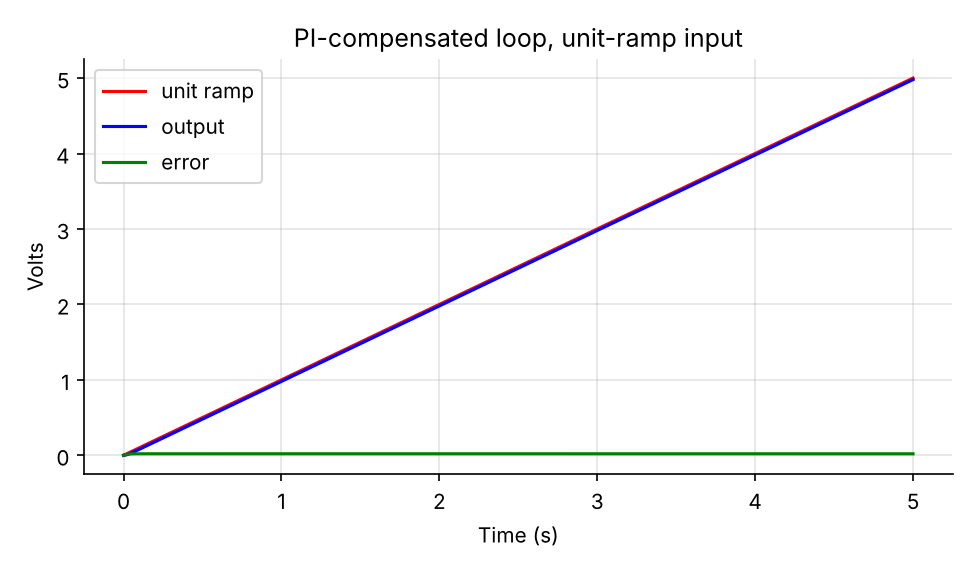 PI-compensated loop, unit-ramp input
unit ramp
output
error
5
4
3
2
1
0
Volts
0 1 2 3 4 5
Time (s)